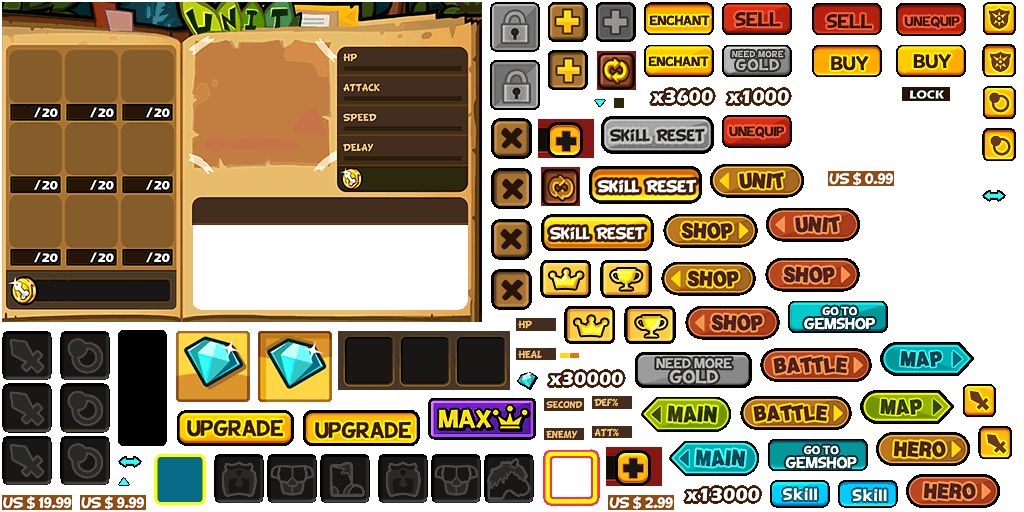 UNIT
HP
ATTACK
SPEED
DELAY
/20 /20 /20
/20 /20 /20
/20 /20 /20
ENCHANT
SELL
SELL
UNEQUIP
ENCHANT
NEED MORE
GOLD
BUY
BUY
x3600
x1000
LOCK
SKILL RESET
UNEQUIP
SKILL RESET
UNIT
US $ 0.99
SKILL RESET
SHOP
UNIT
SHOP
SHOP
HP
SHOP
GO TO
GEMSHOP
HEAL
x30000
NEED MORE
GOLD
BATTLE
MAP
SECOND
DEF%
ENEMY
ATT%
MAIN
BATTLE
MAP
UPGRADE
UPGRADE
MAX
MAIN
GO TO
GEMSHOP
HERO
US $ 19.99
US $ 9.99
US $ 2.99
x13000
Skill
Skill
HERO